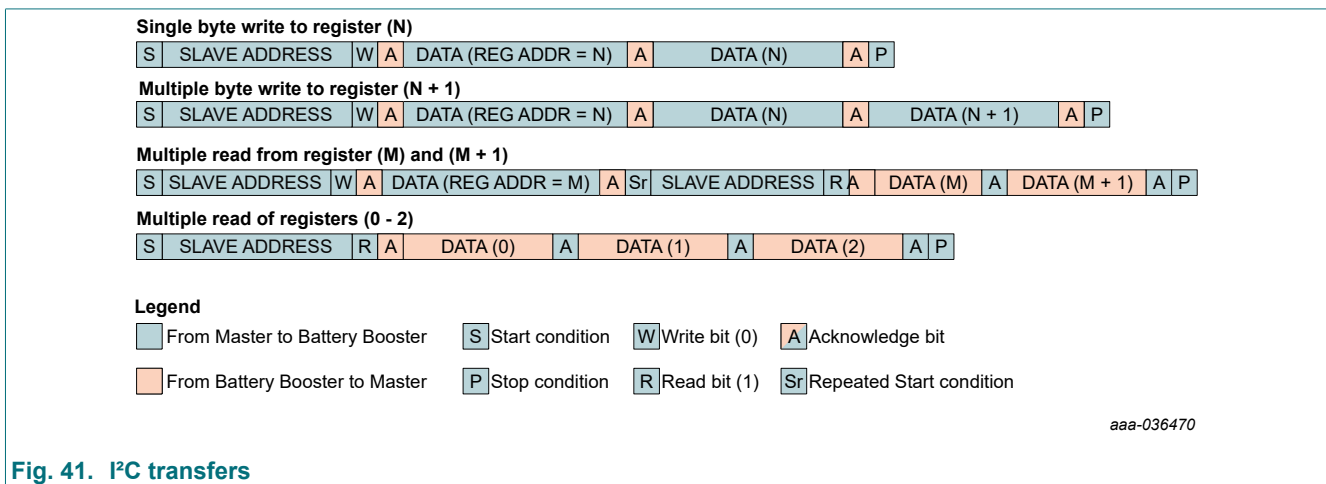 Single byte write to register (N)
S SLAVE ADDRESS W A DATA (REG ADDR = N) A DATA (N) A P
Multiple byte write to register (N + 1)
S SLAVE ADDRESS W A DATA (REG ADDR = N) A DATA (N) A DATA (N + 1) A P
Multiple read from register (M) and (M + 1)
S SLAVE ADDRESS W A DATA (REG ADDR = M) A Sr SLAVE ADDRESS R A DATA (M) A DATA (M + 1) A P
Multiple read of registers (0 - 2)
S SLAVE ADDRESS R A DATA (0) A DATA (1) A DATA (2) A P
Legend
From Master to Battery Booster S Start condition W Write bit (0) A Acknowledge bit
From Battery Booster to Master P Stop condition R Read bit (1) Sr Repeated Start condition
aaa-036470
Fig. 41. I²C transfers